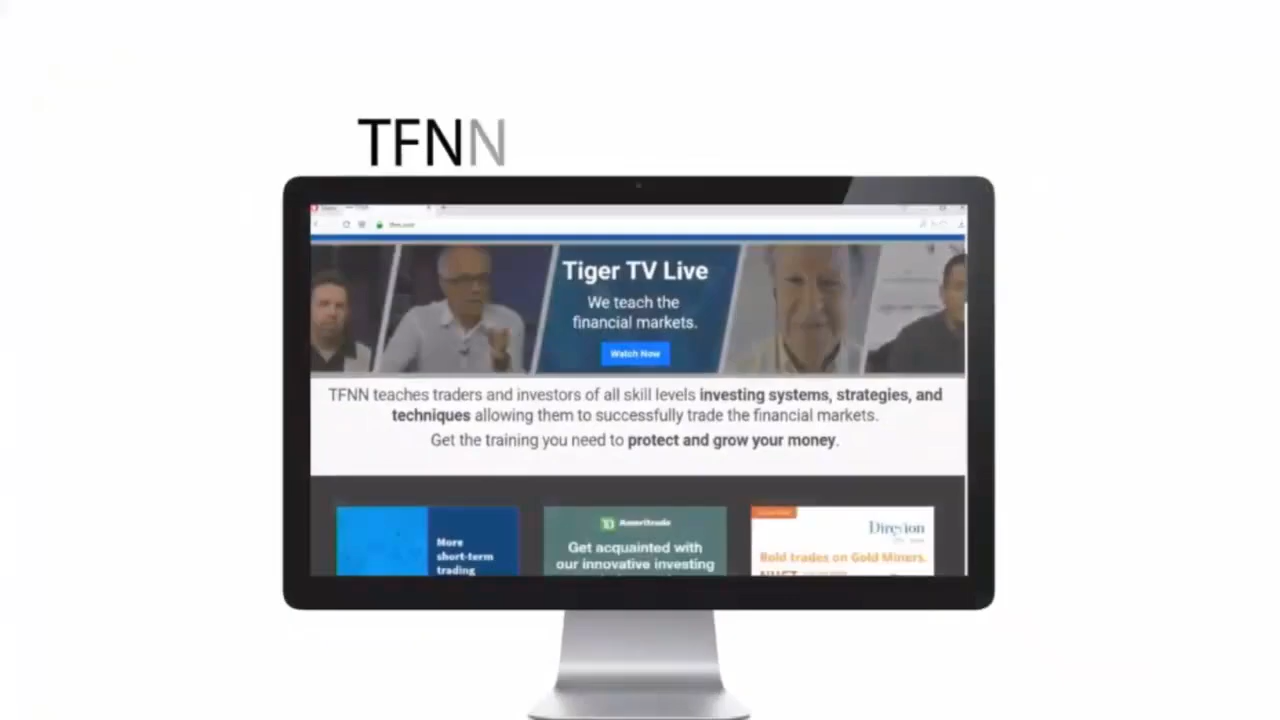 TFNN
Tiger TV Live
We teach the
financial markets.
Watch Now
TFNN teaches traders and investors of all skill levels investing systems, strategies, and
techniques allowing them to successfully trade the financial markets.
Get the training you need to protect and grow your money.
More
short-term
trading
TD Ameritrade
Get acquainted with
our innovative investing
Direxion
Bold trades on Gold Miners.